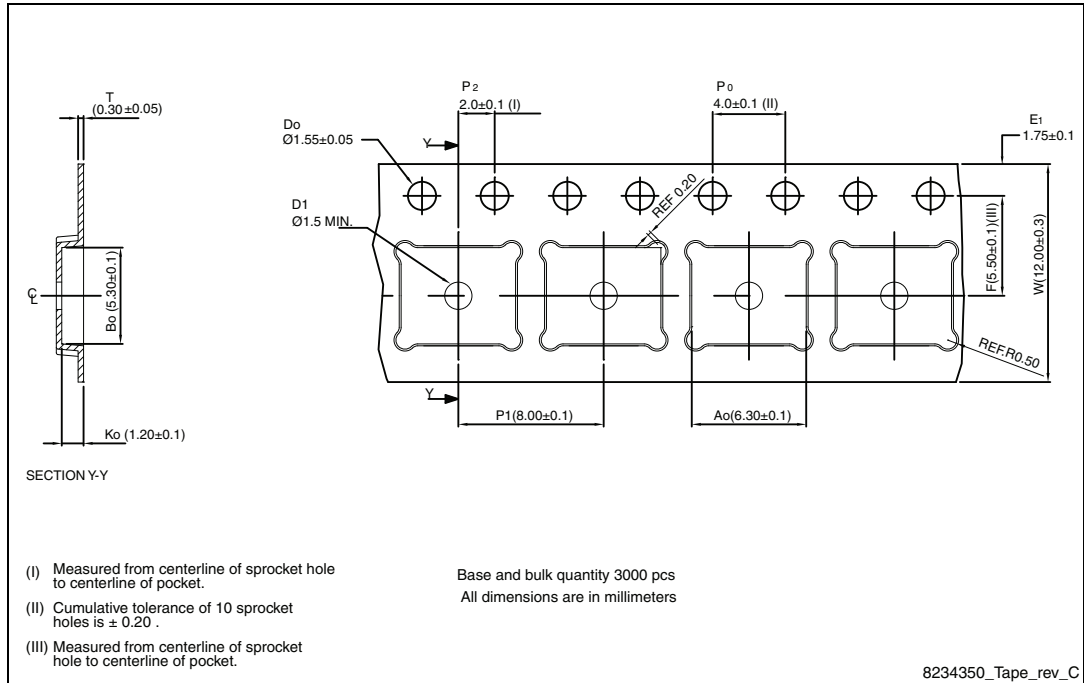 T
(0.30 ±0.05)
P2
2.0±0.1 (I)
P0
4.0±0.1 (II)
E1
1.75±0.1
Do
Ø1.55±0.05
Y
D1
Ø1.5 MIN.
REF 0.20
F(5.50±0.1)(III)
W(12.00±0.3)
CL
Bo (5.30±0.1)
REF.R0.50
Y
P1(8.00±0.1)
Ao(6.30±0.1)
Ko (1.20±0.1)
SECTION Y-Y
(I) Measured from centerline of sprocket hole
to centerline of pocket.
(II) Cumulative tolerance of 10 sprocket
holes is ± 0.20 .
(III) Measured from centerline of sprocket
hole to centerline of pocket.
Base and bulk quantity 3000 pcs
All dimensions are in millimeters
8234350_Tape_rev_C